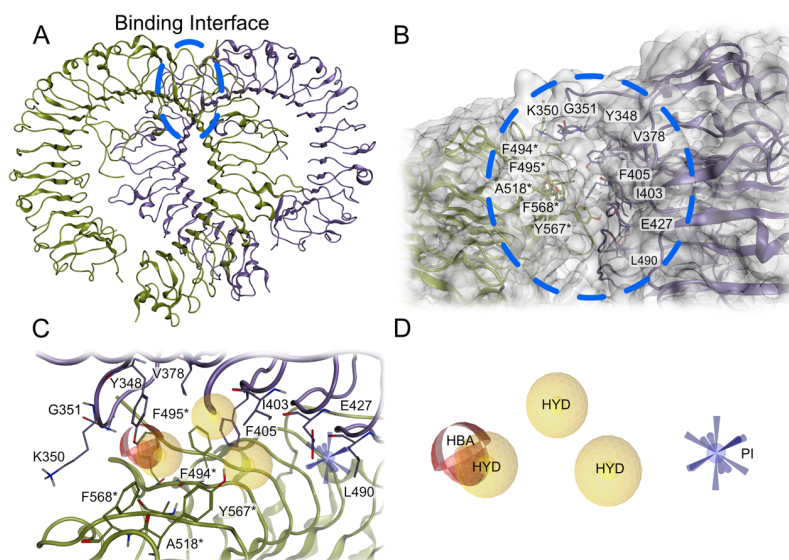 Binding Interface
A
B
K350
G351
Y348
V378
F494*
F495*
A518*
F568*
Y567*
F405
I403
E427
L490
C
D
Y348
V378
G351
F495*
I403
E427
F405
K350
F494*
L490
F568*
Y567*
A518*
HYD
HBA
HYD
HYD
PI